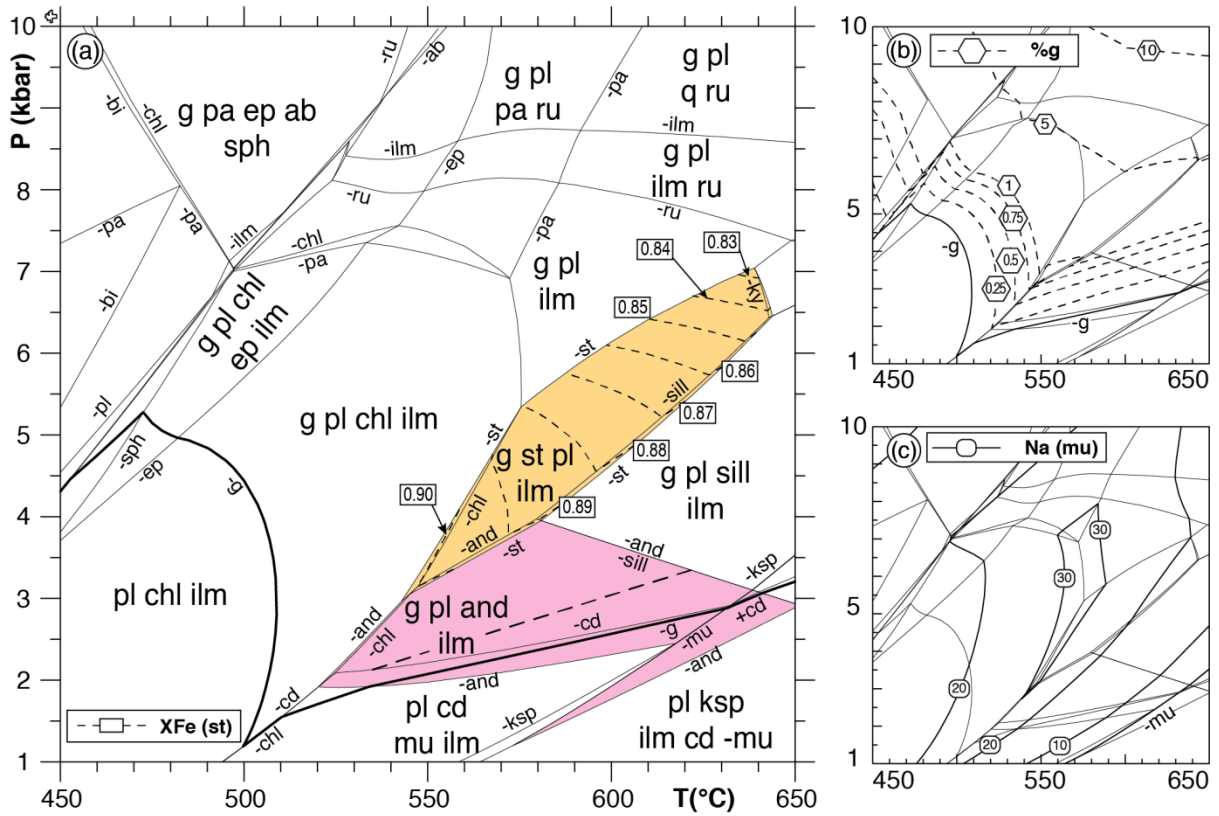 (a)
10
9
8
7
6
5
4
3
2
1
P (kbar)
450
500
550
600
650
T(°C)
-ru
-ab
-bi
-chl
g pa ep ab
sph
g pl
pa ru
-pa
g pl
q ru
-ilm
-ilm
-ep
g pl
ilm ru
-pa
-pa
-ru
-ru
-ilm
-chl
-pa
-pa
-bi
g pl chl
ep ilm
g pl
ilm
0.84
0.83
-ky
0.85
-st
0.86
-sill
0.87
-pl
-sph
-ep
-g
g pl chl ilm
-st
g st pl
ilm
0.88
-st
g pl sill
ilm
0.90
-chl
0.89
-and
-st
-and
-sill
pl chl ilm
g pl and
ilm
-and
-chl
-cd
-ksp
-g
+cd
-mu
-and
-and
-cd
-chl
pl cd
mu ilm
-ksp
pl ksp
ilm cd -mu
XFe (st)
(b)
%g
10
5
1
0.75
0.5
0.25
-g
-g
10
5
1
450
550
650
(c)
Na (mu)
30
30
20
20
10
-mu
10
5
1
450
550
650